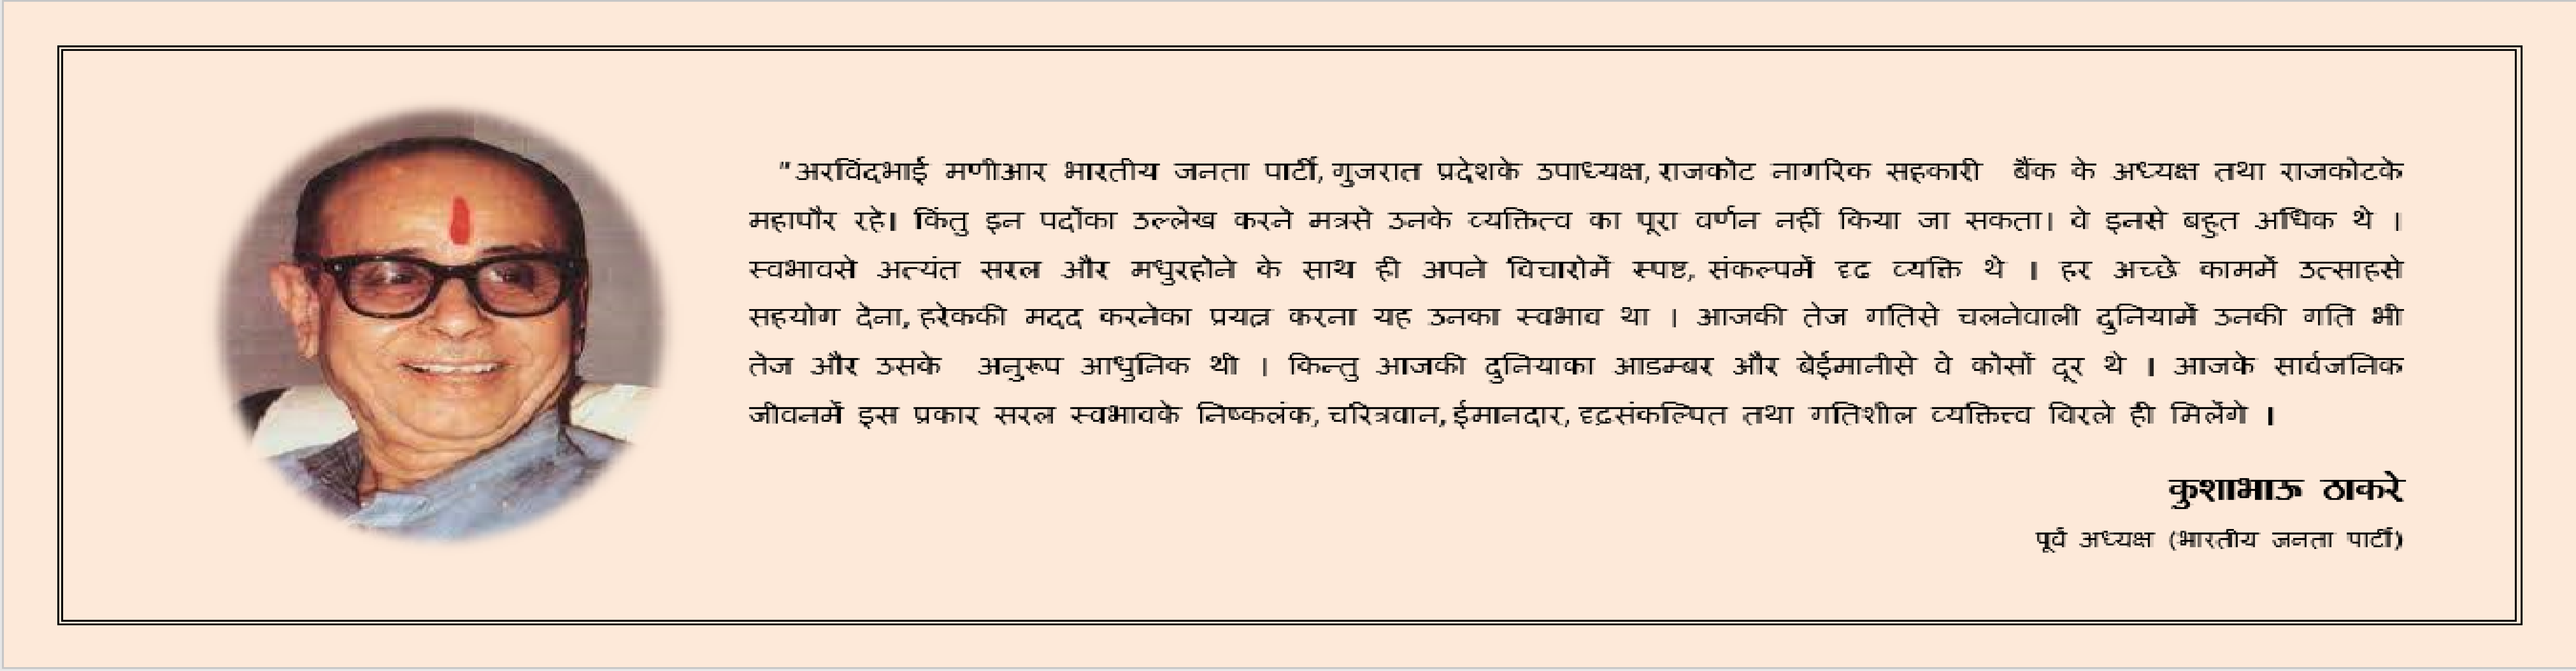 "अरविंदभाई मणीआर भारतीय जनता पार्टी, गुजरात प्रदेशके उपाध्यक्ष, राजकोट नागरिक सहकारी बैंक के अध्यक्ष तथा राजकोटके
महापौर रहे। किंतु इन पदोंका उल्लेख करने मत्रसे उनके व्यक्तित्व का पूरा वर्णन नहीं किया जा सकता। वे इनसे बहुत अधिक थे ।
स्वभावसे अत्यंत सरल और मधुरहोने के साथ ही अपने विचारोमें स्पष्ट, संकल्पमें दृढ व्यक्ति थे । हर अच्छे काममें उत्साहसे
सहयोग देना, हरेककी मदद करनेका प्रयत्न करना यह उनका स्वभाव था । आजकी तेज गतिसे चलनेवाली दुनियामें उनकी गति भी
तेज और उसके अनुरूप आधुनिक थी । किन्तु आजकी दुनियाका आडम्बर और बेईमानीसे वे कोसों दूर थे । आजके सार्वजनिक
जीवनमें इस प्रकार सरल स्वभावके निष्कलंक, चरित्रवान, ईमानदार, दृढसंकल्पित तथा गतिशील व्यक्तित्त्व विरले ही मिलेंगे ।
कुशाभाऊ ठाकरे
पूर्व अध्यक्ष (भारतीय जनता पार्टी)